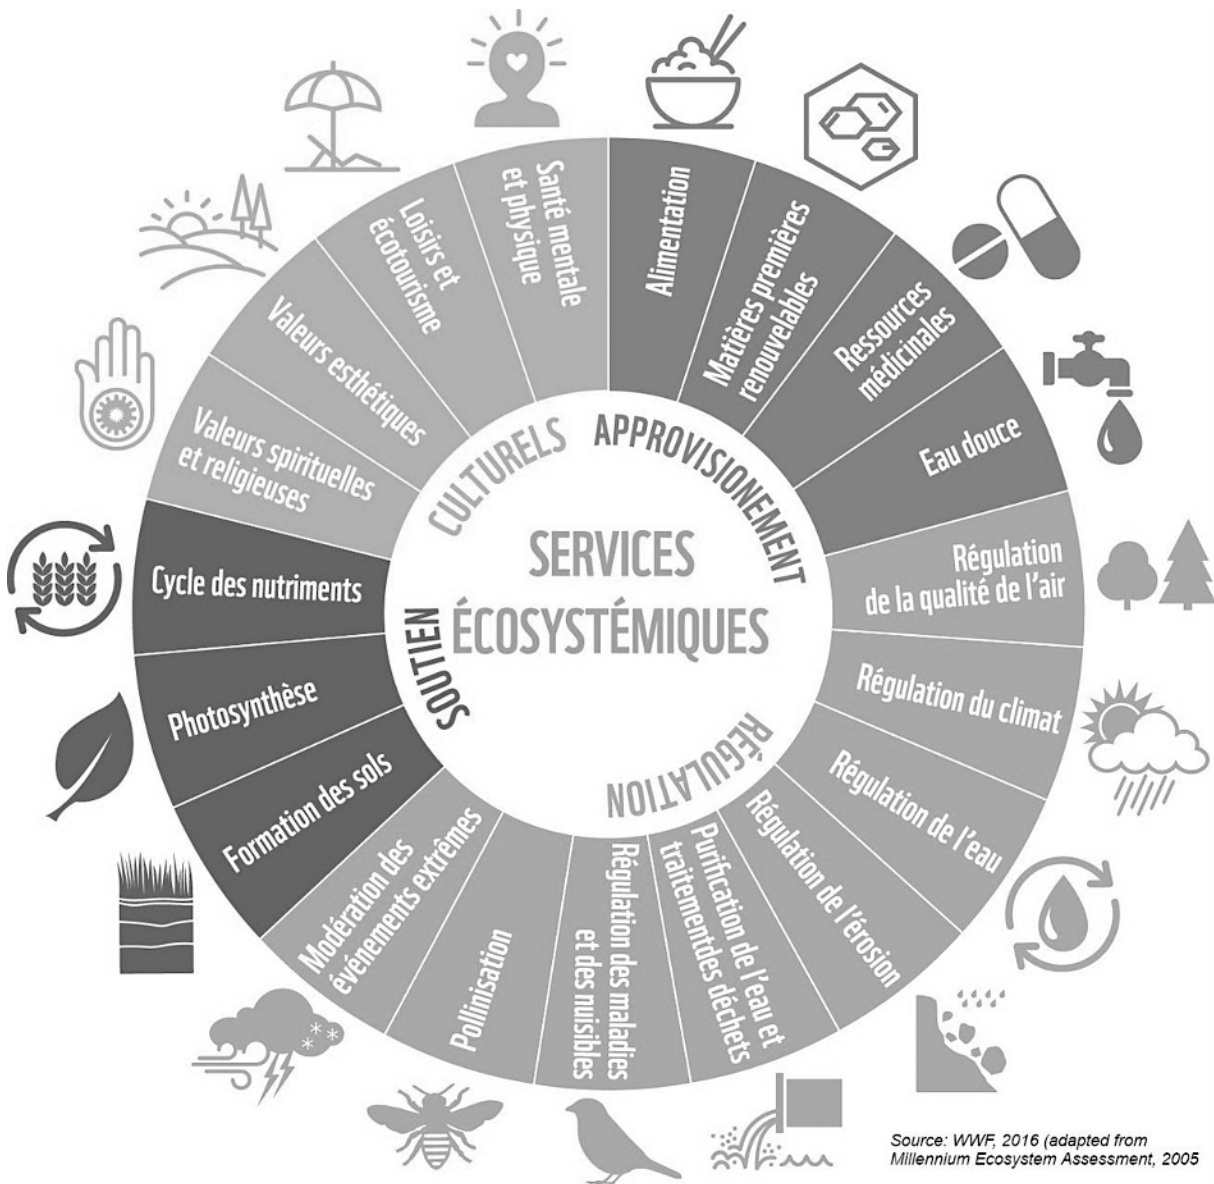 SERVICES
ÉCOSYSTÉMIQUES
APPROVISIONEMENT
Alimentation
Matières premières
renouvelables
Ressources
médicinales
Eau douce
RÉGULATION
Régulation
de la qualité de l'air
Régulation du climat
Régulation de l'eau
Régulation de l'érosion
Purification de l'eau et
traitementdes déchets
Régulation des maladies
et des nuisibles
Pollinisation
Modération des
événements extrêmes
SOUTIEN
Formation des sols
Photosynthèse
Cycle des nutriments
CULTURELS
Valeurs spirituelles
et religieuses
Valeurs esthétiques
Loisirs et
écotourisme
Santé mentale
et physique
Source: WWF, 2016 (adapted from
Millennium Ecosystem Assessment, 2005